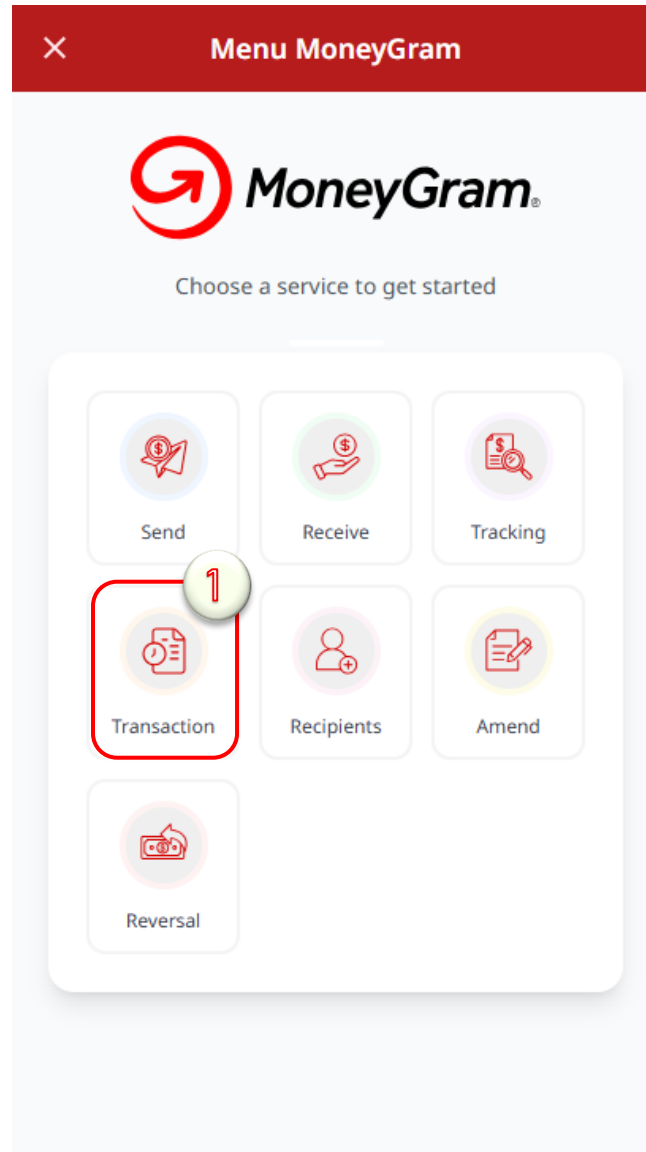 Menu MoneyGram
MoneyGram®
Choose a service to get started
Send
Receive
Tracking
1
Transaction
Recipients
Amend
Reversal